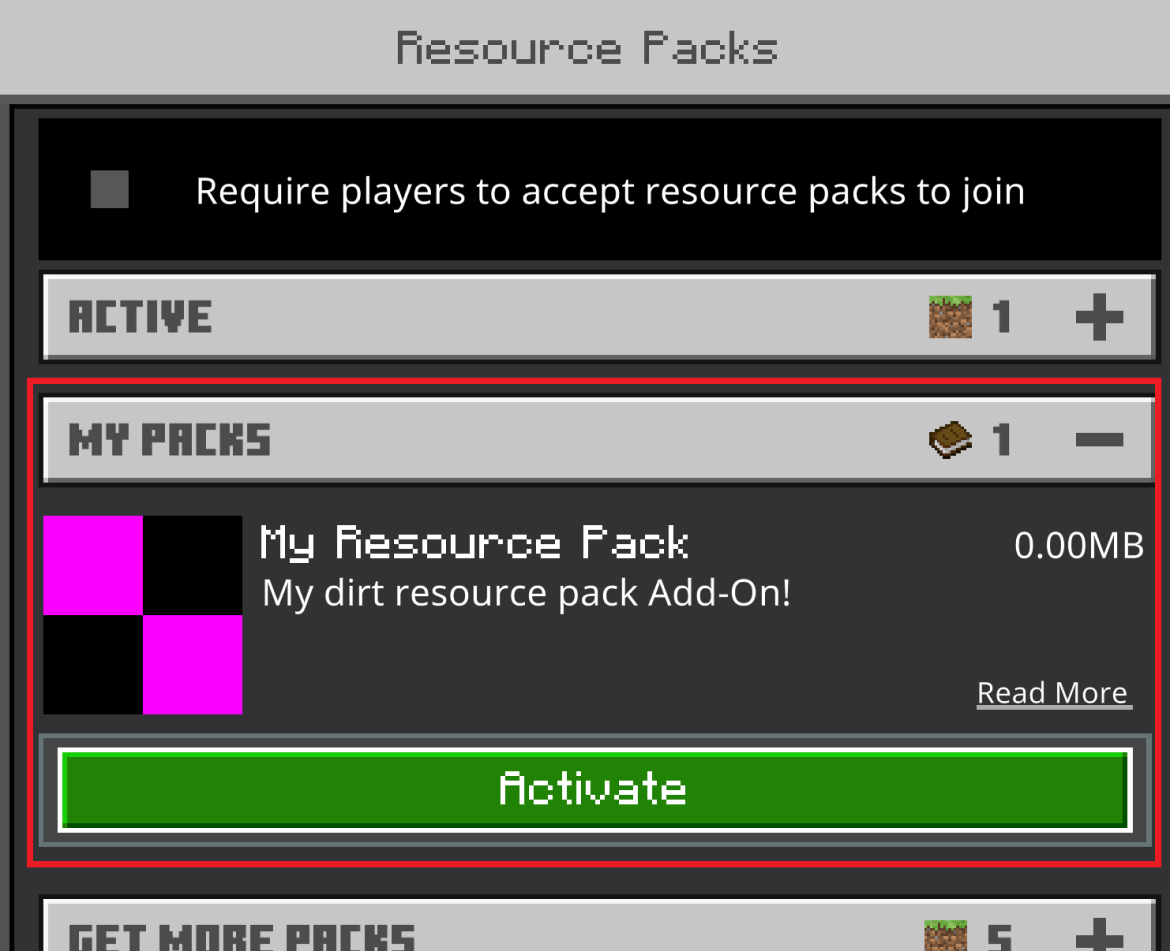 Resource Packs
Require players to accept resource packs to join
ACTIVE 1
MY PACKS 1
My Resource Pack 0.00MB
My dirt resource pack Add-On!
Read More
Activate
GET MORE PACKS 5